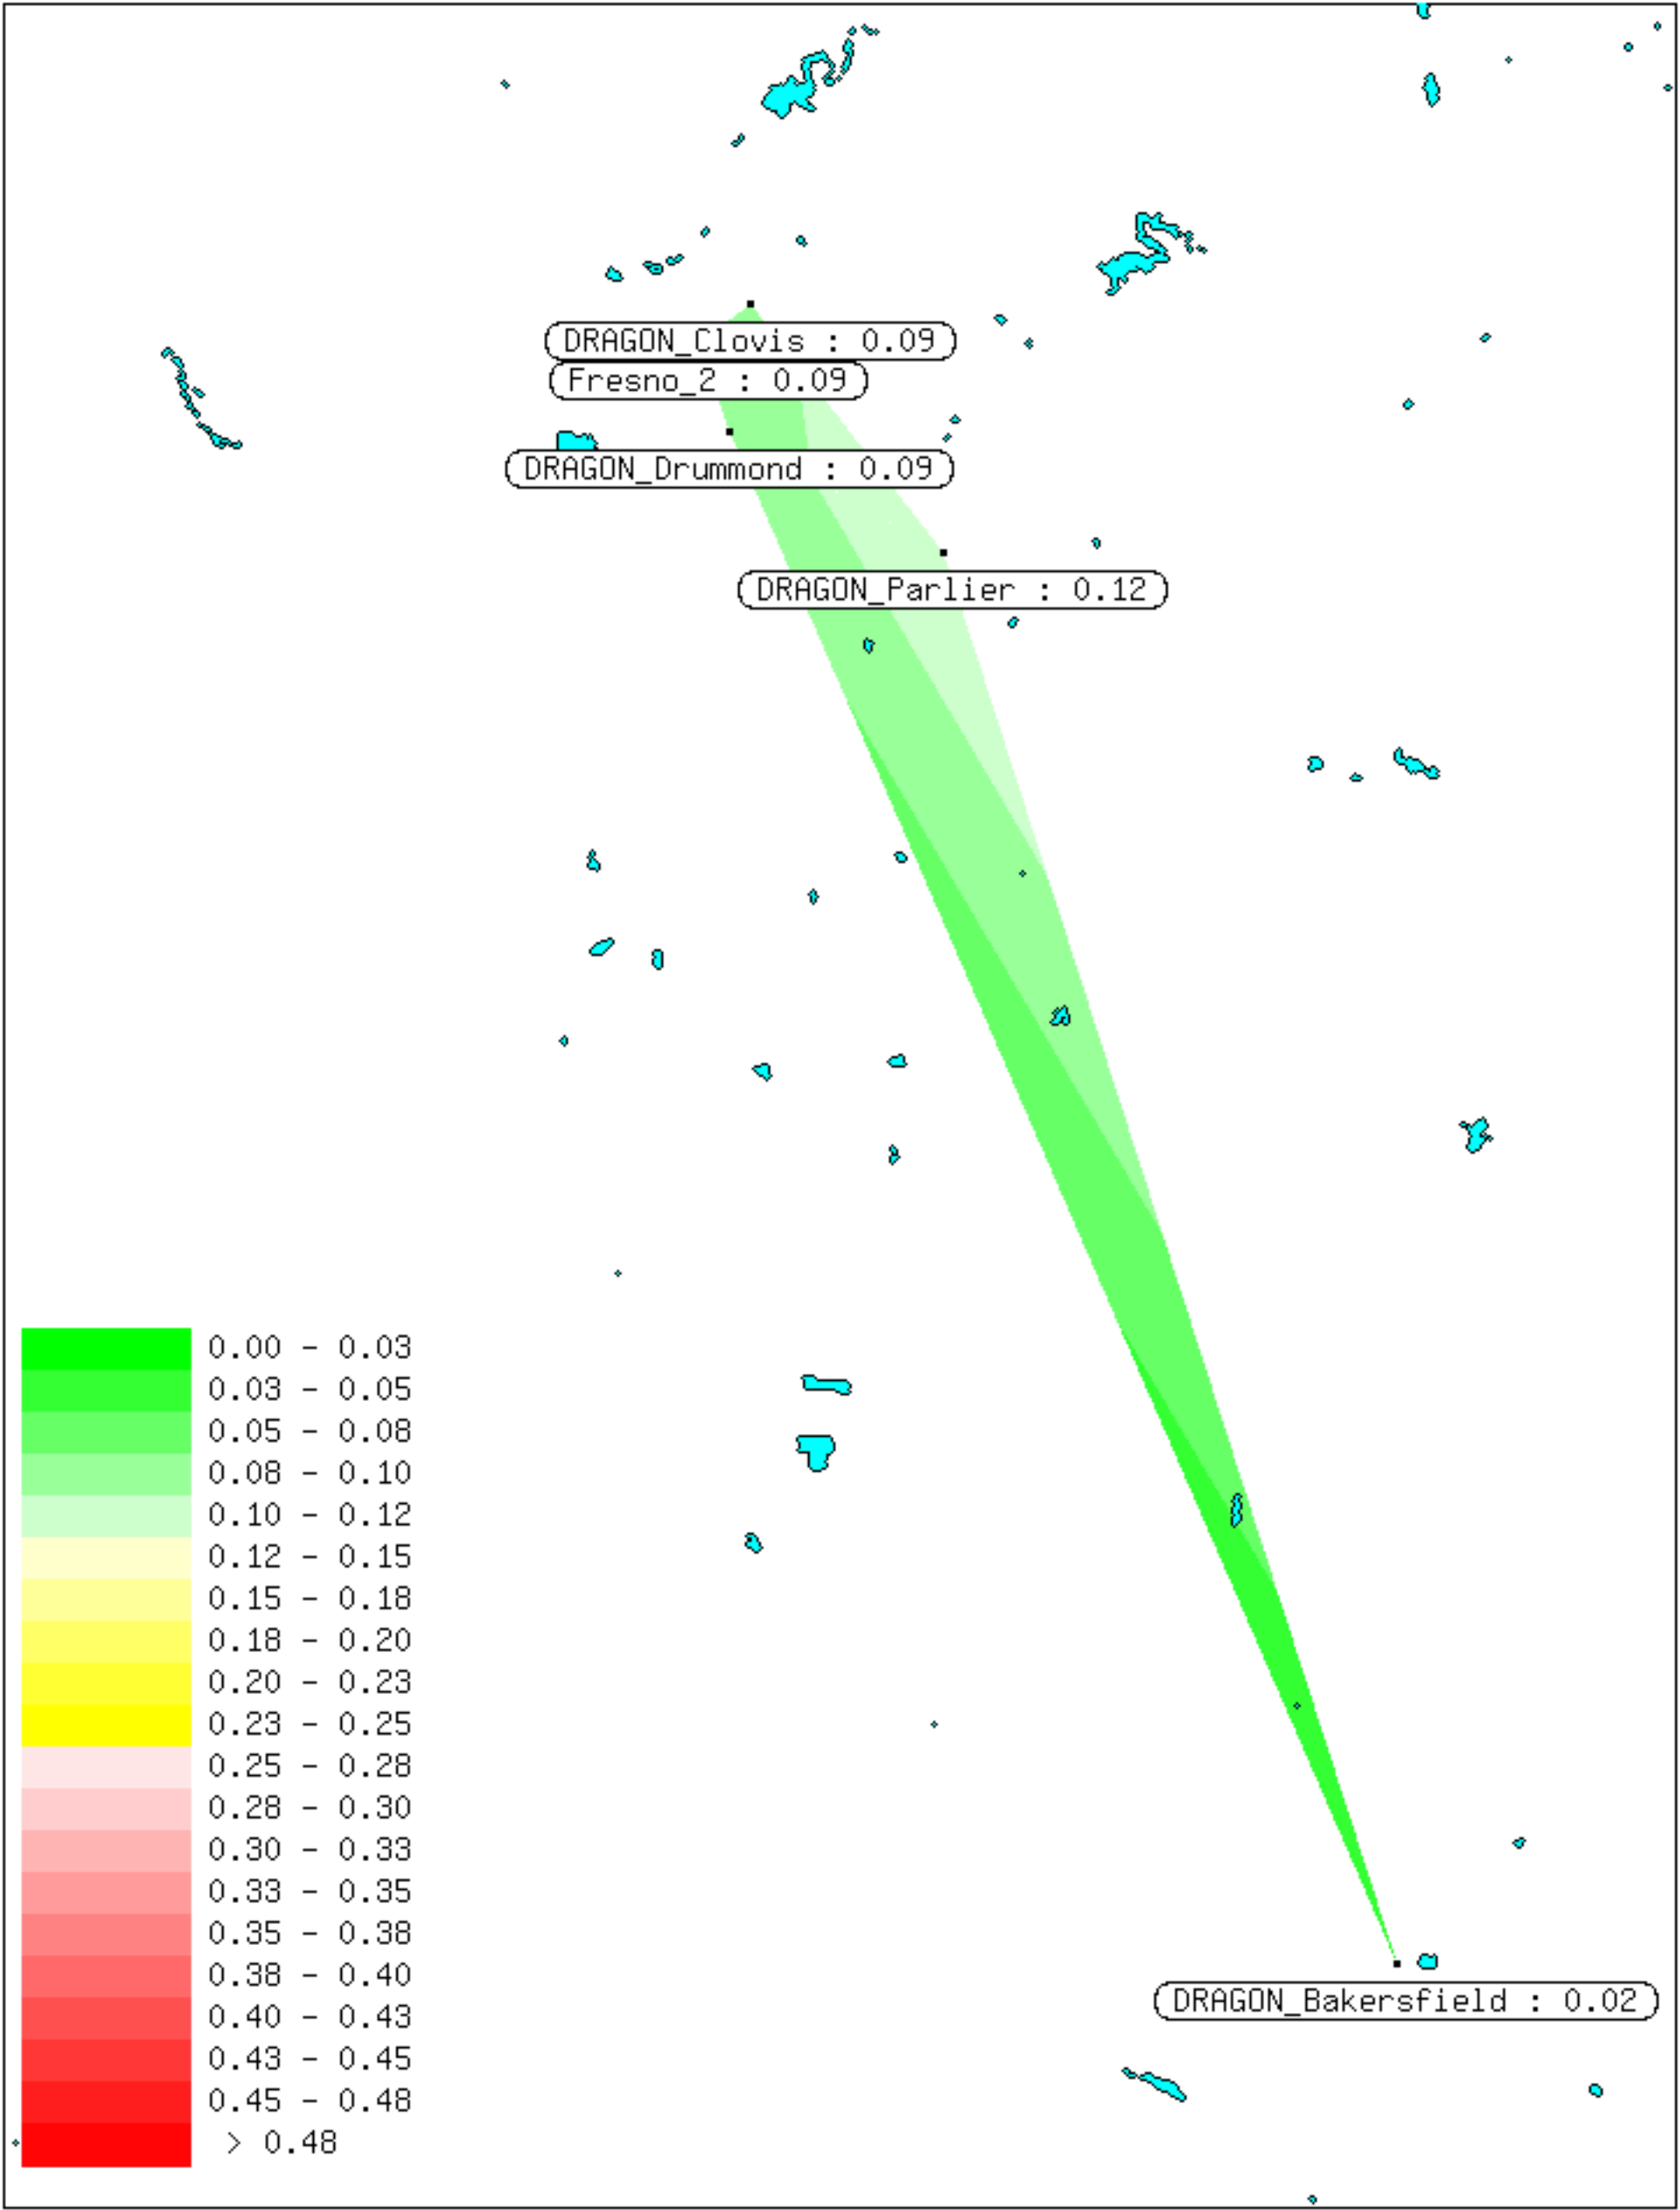 DRAGON_Clovis : 0.09
Fresno_2 : 0.09
DRAGON_Drummond : 0.09
DRAGON_Parlier : 0.12
0.00 - 0.03
0.03 - 0.05
0.05 - 0.08
0.08 - 0.10
0.10 - 0.12
0.12 - 0.15
0.15 - 0.18
0.18 - 0.20
0.20 - 0.23
0.23 - 0.25
0.25 - 0.28
0.28 - 0.30
0.30 - 0.33
0.33 - 0.35
0.35 - 0.38
0.38 - 0.40
0.40 - 0.43
0.43 - 0.45
0.45 - 0.48
> 0.48
DRAGON_Bakersfield : 0.02